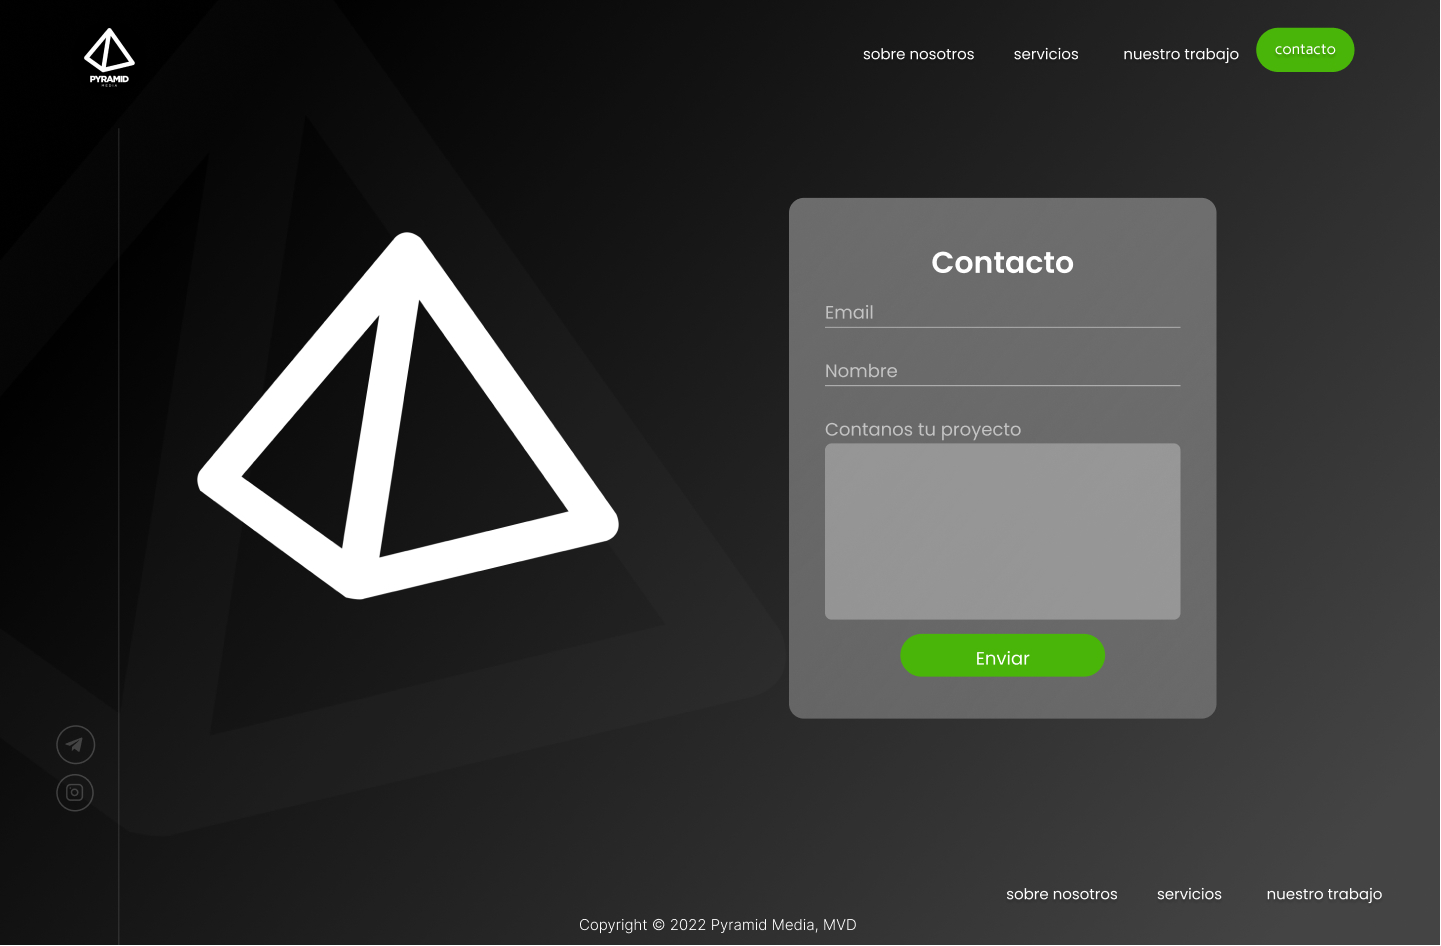 PYRAMID
MEDIA
sobre nosotros
servicios
nuestro trabajo
contacto
Contacto
Email
Nombre
Contanos tu proyecto
Enviar
sobre nosotros
servicios
nuestro trabajo
Copyright © 2022 Pyramid Media, MVD